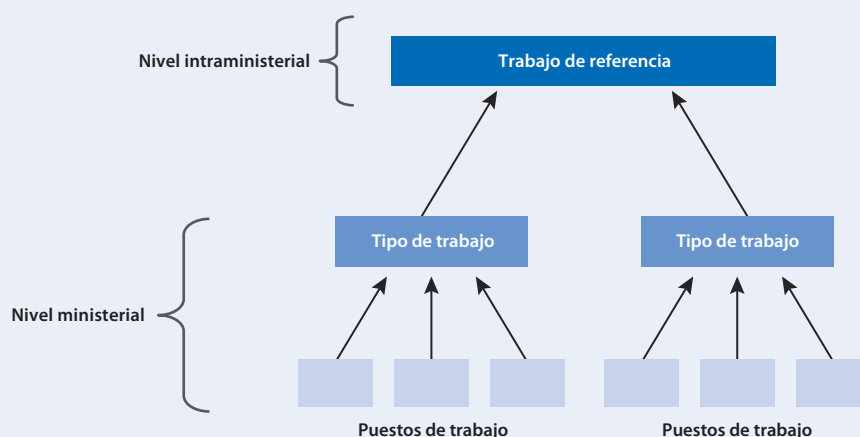 Nivel intraministerial
Trabajo de referencia
Tipo de trabajo
Tipo de trabajo
Nivel ministerial
Puestos de trabajo
Puestos de trabajo